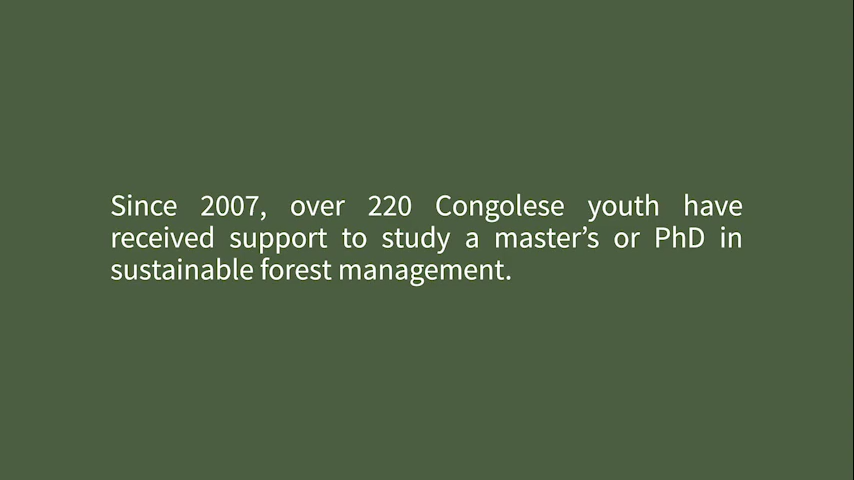 Since 2007, over 220 Congolese youth have
received support to study a master’s or PhD in
sustainable forest management.